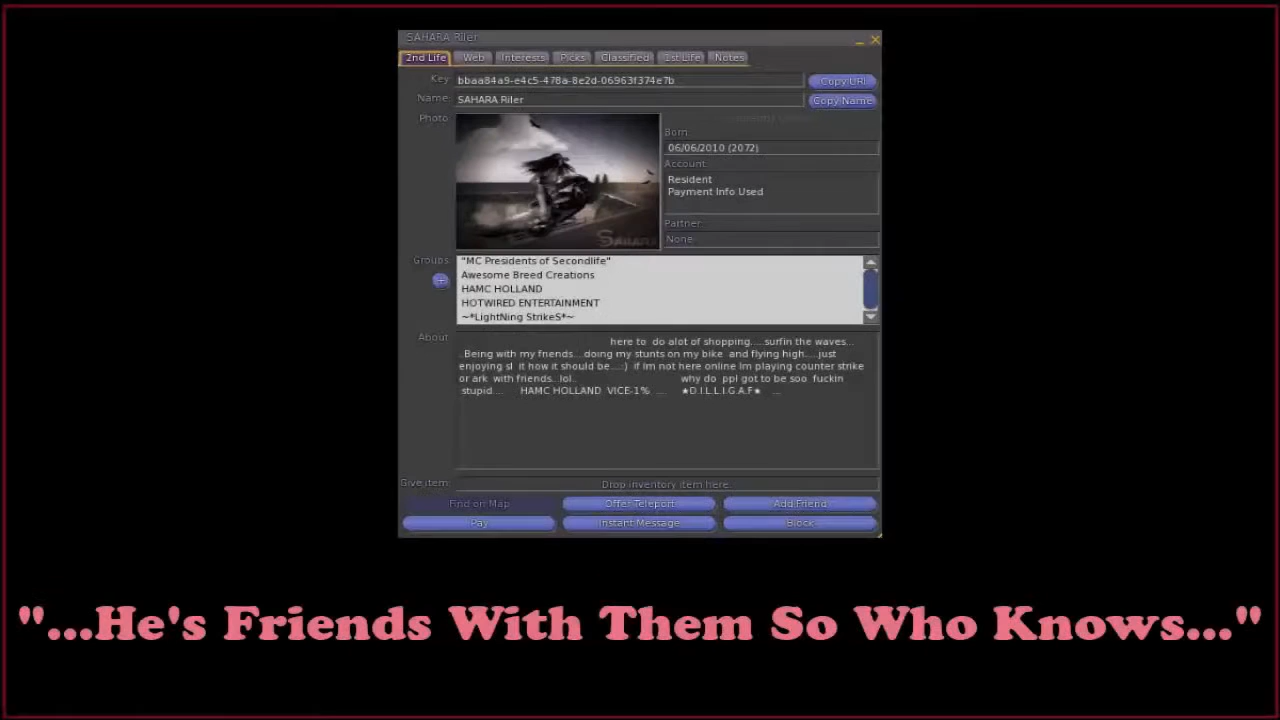 SAHARA Riler
2nd Life Web Interests Picks Classified 1st Life Notes
Key: bbaa84a9-e4c5-478a-8e2d-06963f374e7b Copy URI
Name: SAHARA Riler Copy Name
Photo:
Born:
06/06/2010 (2072)
Account:
Resident
Payment Info Used
Partner:
None
SAHARA
Groups:
"MC Presidents of Secondlife"
Awesome Breed Creations
HAMC HOLLAND
HOTWIRED ENTERTAINMENT
~*LightNing StrikeS*~
About:
here to do alot of shopping.....surfin the waves...
.Being with my friends....doing my stunts on my bike and flying high.....just
enjoying sl it how it should be....:) if Im not here online Im playing counter strike
or ark with friends...lol.. why do ppl got to be soo fuckin
stupid.... HAMC HOLLAND VICE-1% ... ★D.I.L.L.I.G.A.F★ ...
Give item: Drop inventory item here.
Find on Map Offer Teleport Add Friend
Pay Instant Message Block
"...He's Friends With Them So Who Knows..."